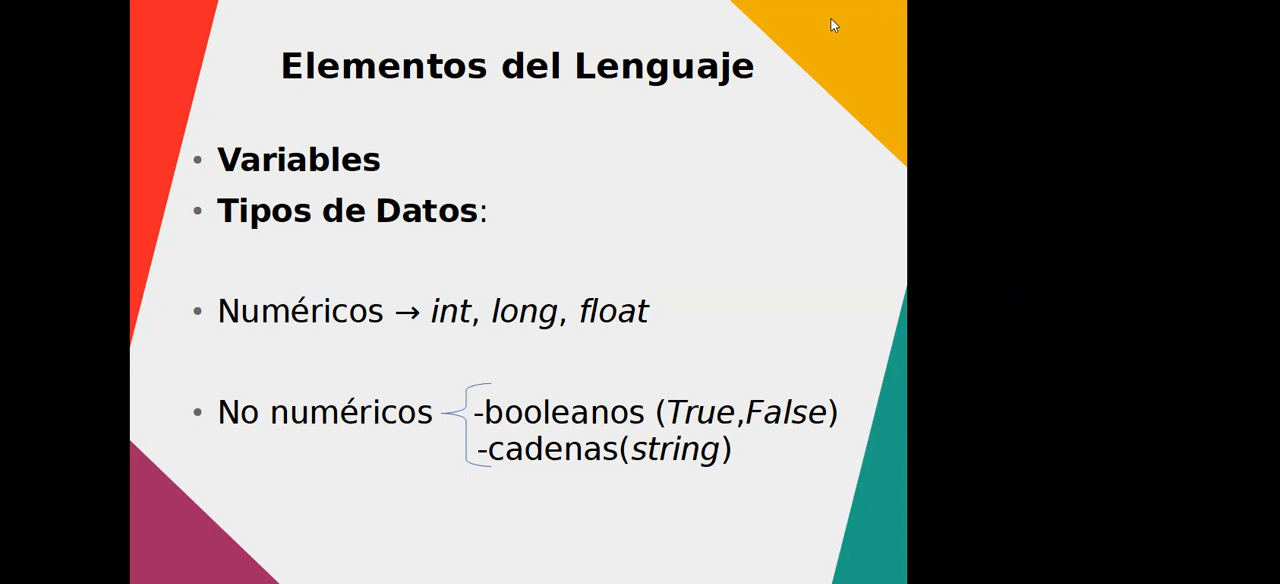 Elementos del Lenguaje
• Variables
• Tipos de Datos:
• Numéricos → int, long, float
• No numéricos -booleanos (True,False)
-cadenas(string)